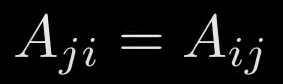 A_{ji} = A_{ij}